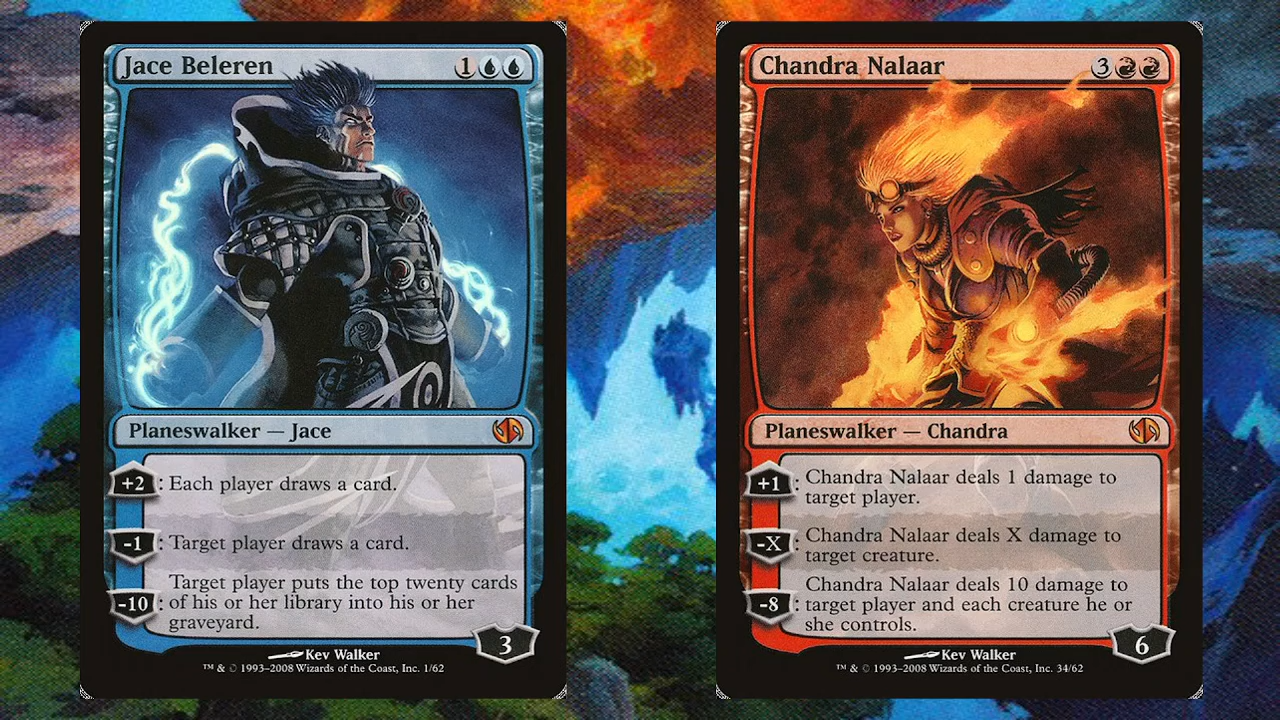 Jace Beleren 1
Planeswalker — Jace
+2: Each player draws a card.
-1: Target player draws a card.
Target player puts the top twenty cards
-10: of his or her library into his or her
graveyard.
3
Kev Walker
™ & © 1993–2008 Wizards of the Coast, Inc. 1/62
Chandra Nalaar 3
Planeswalker — Chandra
+1: Chandra Nalaar deals 1 damage to
target player.
-X: Chandra Nalaar deals X damage to
target creature.
Chandra Nalaar deals 10 damage to
-8: target player and each creature he or
she controls.
6
Kev Walker
™ & © 1993–2008 Wizards of the Coast, Inc. 34/62